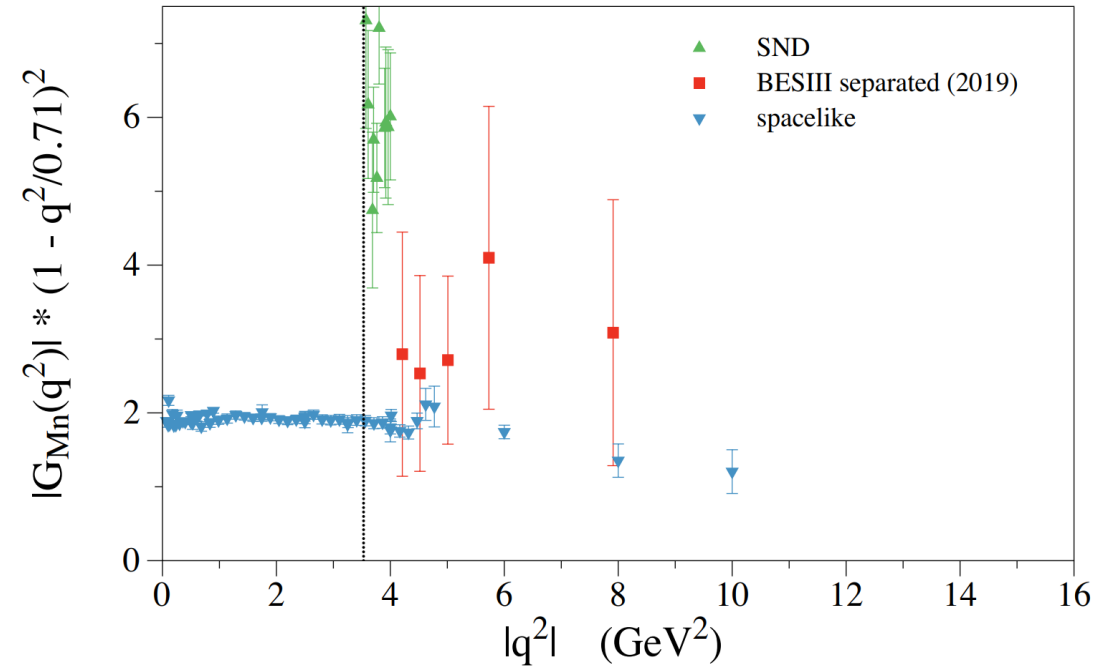 |G_Mn(q²)| * (1 - q²/0.71)²
6
4
2
0
SND
BESIII separated (2019)
spacelike
0 2 4 6 8 10 12 14 16
|q²| (GeV²)